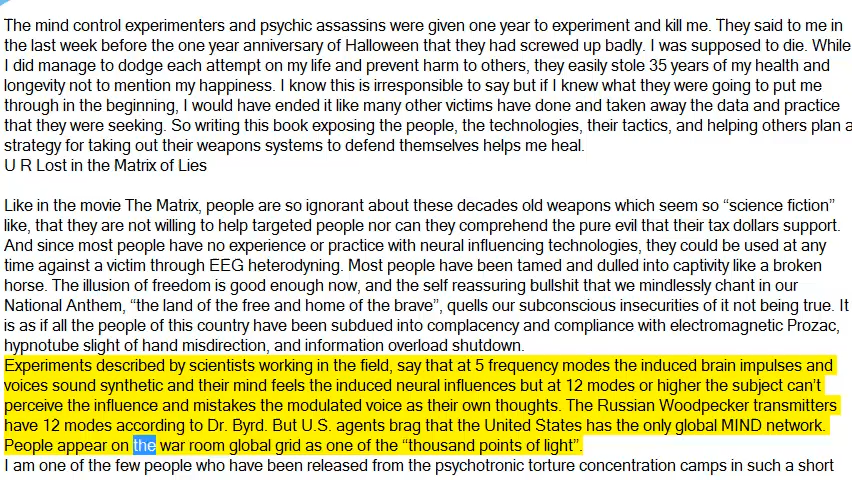 The mind control experimenters and psychic assassins were given one year to experiment and kill me. They said to me in
the last week before the one year anniversary of Halloween that they had screwed up badly. I was supposed to die. While
I did manage to dodge each attempt on my life and prevent harm to others, they easily stole 35 years of my health and
longevity not to mention my happiness. I know this is irresponsible to say but if I knew what they were going to put me
through in the beginning, I would have ended it like many other victims have done and taken away the data and practice
that they were seeking. So writing this book exposing the people, the technologies, their tactics, and helping others plan a
strategy for taking out their weapons systems to defend themselves helps me heal.
U R Lost in the Matrix of Lies
Like in the movie The Matrix, people are so ignorant about these decades old weapons which seem so “science fiction”
like, that they are not willing to help targeted people nor can they comprehend the pure evil that their tax dollars support.
And since most people have no experience or practice with neural influencing technologies, they could be used at any
time against a victim through EEG heterodyning. Most people have been tamed and dulled into captivity like a broken
horse. The illusion of freedom is good enough now, and the self reassuring bullshit that we mindlessly chant in our
National Anthem, “the land of the free and home of the brave”, quells our subconscious insecurities of it not being true. It
is as if all the people of this country have been subdued into complacency and compliance with electromagnetic Prozac,
hypnotube slight of hand misdirection, and information overload shutdown.
Experiments described by scientists working in the field, say that at 5 frequency modes the induced brain impulses and
voices sound synthetic and their mind feels the induced neural influences but at 12 modes or higher the subject can’t
perceive the influence and mistakes the modulated voice as their own thoughts. The Russian Woodpecker transmitters
have 12 modes according to Dr. Byrd. But U.S. agents brag that the United States has the only global MIND network.
People appear on the war room global grid as one of the “thousand points of light”.
I am one of the few people who have been released from the psychotronic torture concentration camps in such a short